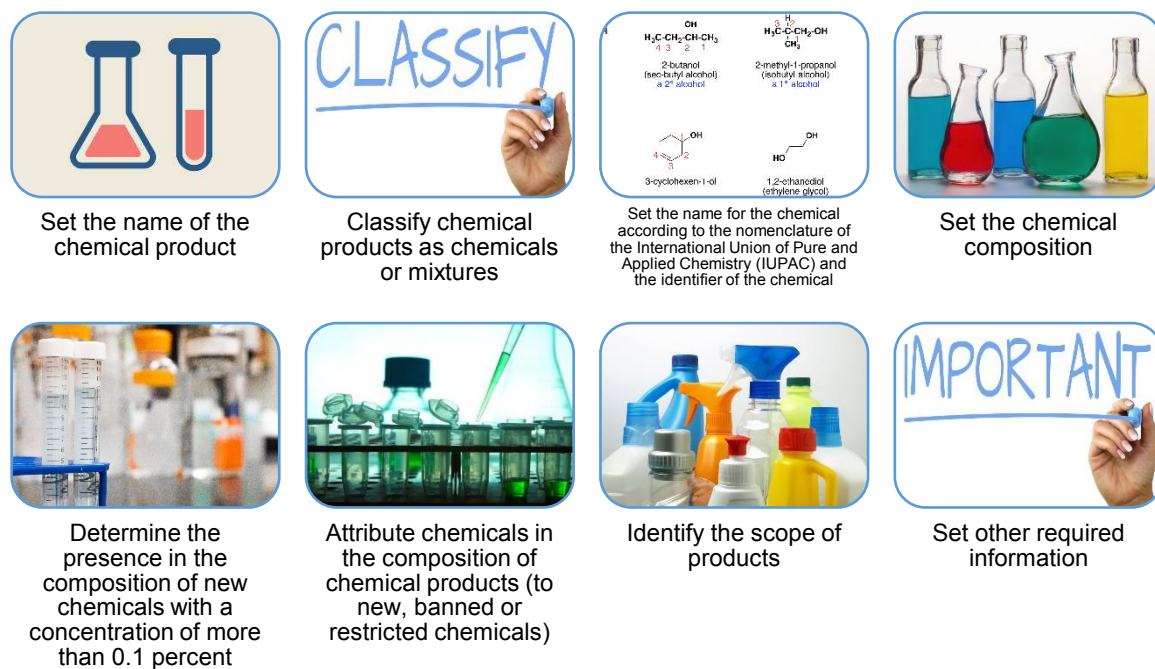 Set the name of the
chemical product
CLASSIFY
Classify chemical
products as chemicals
or mixtures
OH
H₃C-CH₂-CH-CH₃
4 3 2 1
2-butanol
(sec-butyl alcohol)
a 2° alcohol
H
H₃C-C-CH₂-OH
CH₃
2-methyl-1-propanol
(isobutyl alcohol)
a 1° alcohol
OH
4
3
2
3-cyclohexen-1-ol
OH
HO
1,2-ethanediol
(ethylene glycol)
Set the name for the chemical
according to the nomenclature of
the International Union of Pure and
Applied Chemistry (IUPAC) and
the identifier of the chemical
Set the chemical
composition
Determine the
presence in the
composition of new
chemicals with a
concentration of more
than 0.1 percent
Attribute chemicals in
the composition of
chemical products (to
new, banned or
restricted chemicals)
Identify the scope of
products
IMPORTANT
Set other required
information